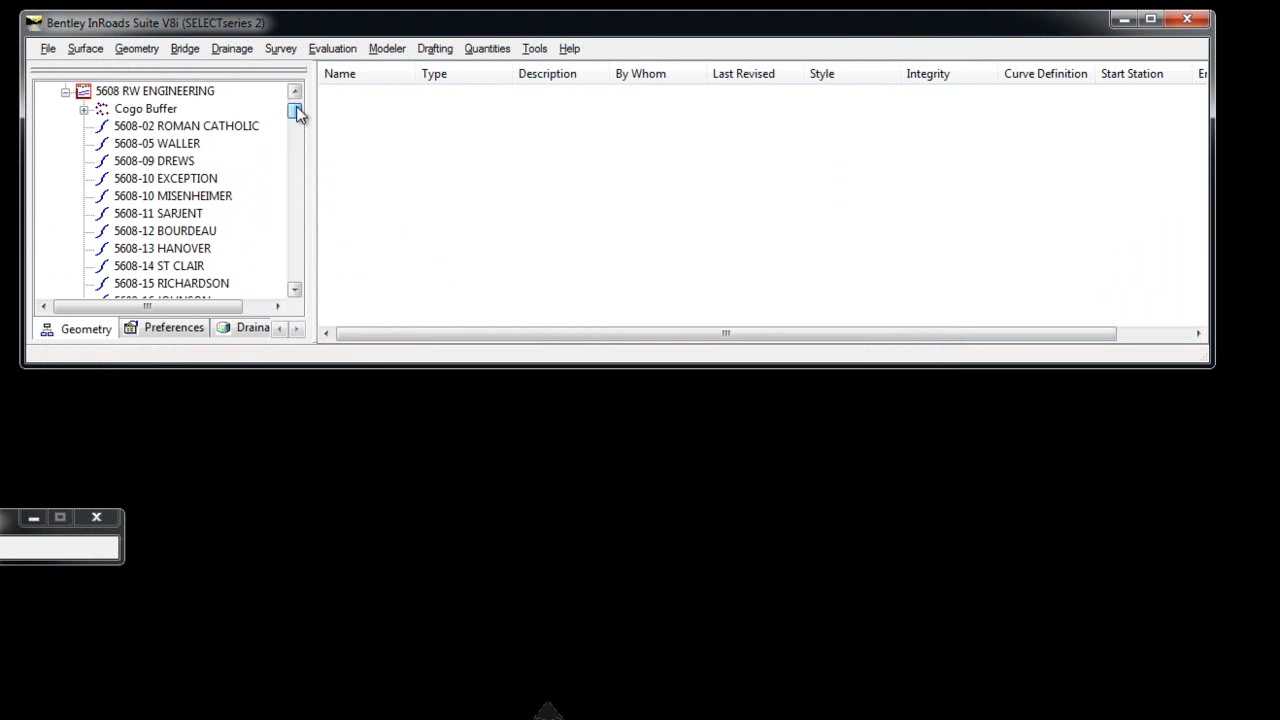 Bentley InRoads Suite V8i (SELECTseries 2)
File Surface Geometry Bridge Drainage Survey Evaluation Modeler Drafting Quantities Tools Help
Name Type Description By Whom Last Revised Style Integrity Curve Definition Start Station
5608 RW ENGINEERING
Cogo Buffer
5608-02 ROMAN CATHOLIC
5608-05 WALLER
5608-09 DREWS
5608-10 EXCEPTION
5608-10 MISENHEIMER
5608-11 SARJENT
5608-12 BOURDEAU
5608-13 HANOVER
5608-14 ST CLAIR
5608-15 RICHARDSON
Geometry Preferences Draina